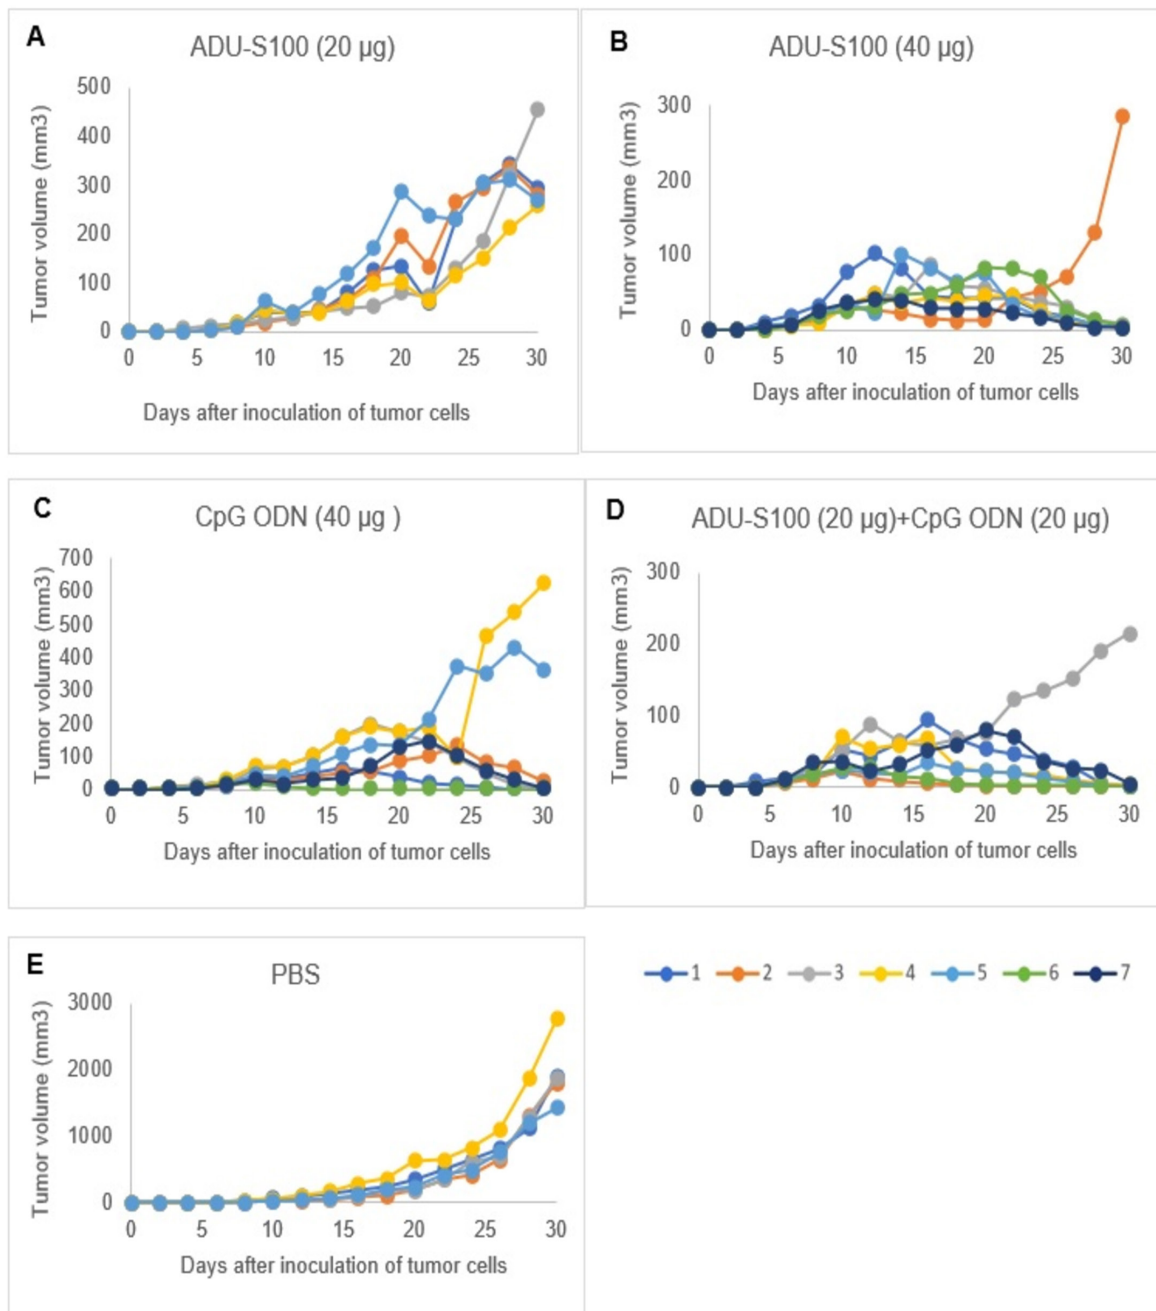 A
ADU-S100 (20 µg)
Tumor volume (mm3)
500
400
300
200
100
0
0 5 10 15 20 25 30
Days after inoculation of tumor cells
B
ADU-S100 (40 µg)
Tumor volume (mm3)
300
200
100
0
0 5 10 15 20 25 30
Days after inoculation of tumor cells
C
CpG ODN (40 µg )
Tumor volume (mm3)
700
600
500
400
300
200
100
0
0 5 10 15 20 25 30
Days after inoculation of tumor cells
D
ADU-S100 (20 µg)+CpG ODN (20 µg)
Tumor volume (mm3)
300
200
100
0
0 5 10 15 20 25 30
Days after inoculation of tumor cells
E
PBS
Tumor volume (mm3)
3000
2000
1000
0
0 5 10 15 20 25 30
Days after inoculation of tumor cells
1 2 3 4 5 6 7